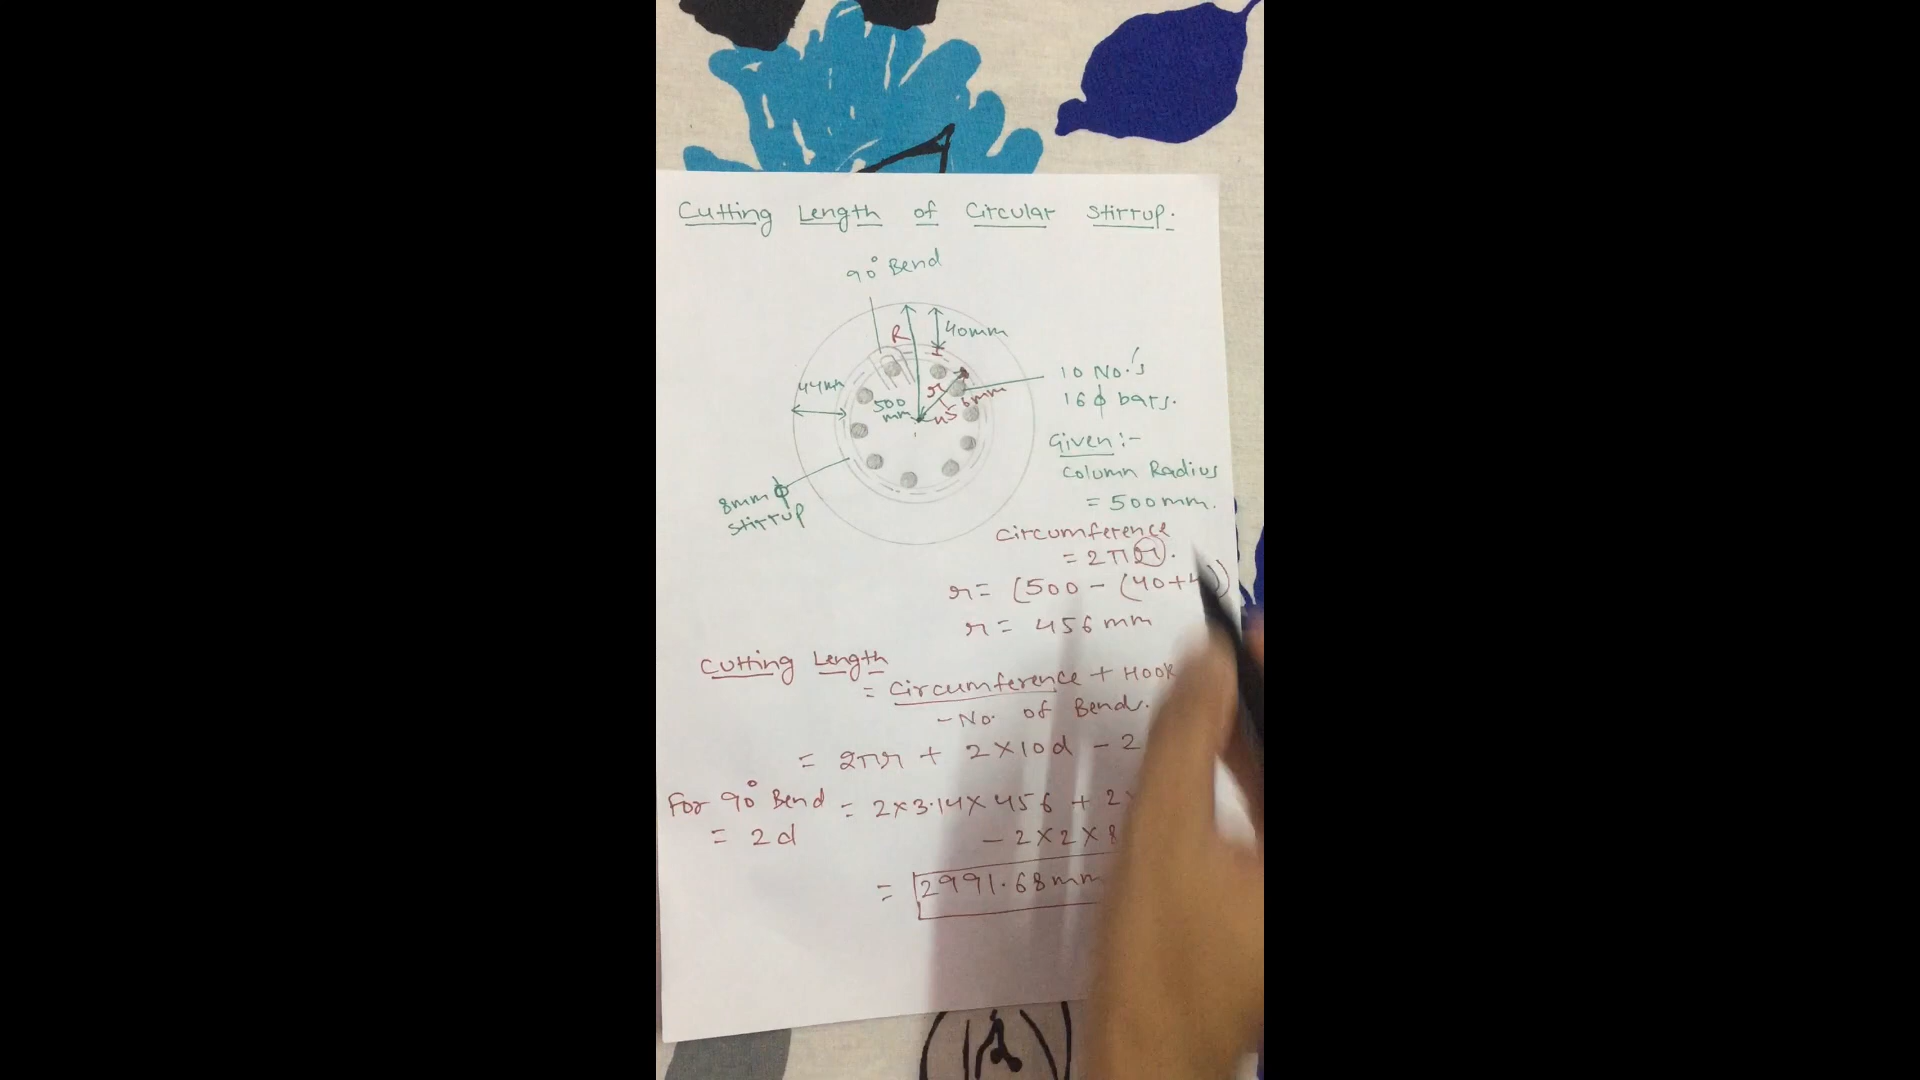 Cutting Length of Circular Stirrup.
90° Bend
R
40mm
44mm
500
mm
r
456mm
10 No.'s
16 ϕ bars.
Given :-
Column Radius
= 500mm.
8mm ϕ
stirrup
Circumference
= 2πr.
r = (500 - (40+4))
r = 456 mm
Cutting Length
= Circumference + Hook
- No. of Bends.
= 2πr + 2×10d - 2
For 90° Bend
= 2d
= 2×3.14×456 + 2×
- 2×2×8
= 2991.68mm